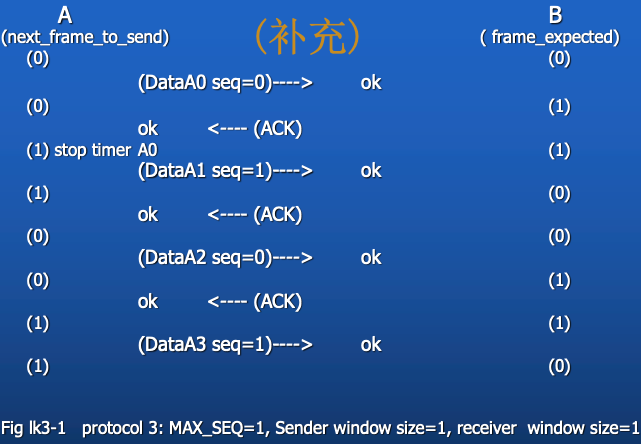 A (补充) B
(next_frame_to_send) ( frame_expected)
(0) (0)
(DataA0 seq=0)----> ok
(0) (1)
ok <---- (ACK)
(1) stop timer A0 (1)
(DataA1 seq=1)----> ok
(1) (0)
ok <---- (ACK)
(0) (0)
(DataA2 seq=0)----> ok
(0) (1)
ok <---- (ACK)
(1) (1)
(DataA3 seq=1)----> ok
(1) (0)
Fig lk3-1 protocol 3: MAX_SEQ=1, Sender window size=1, receiver window size=1